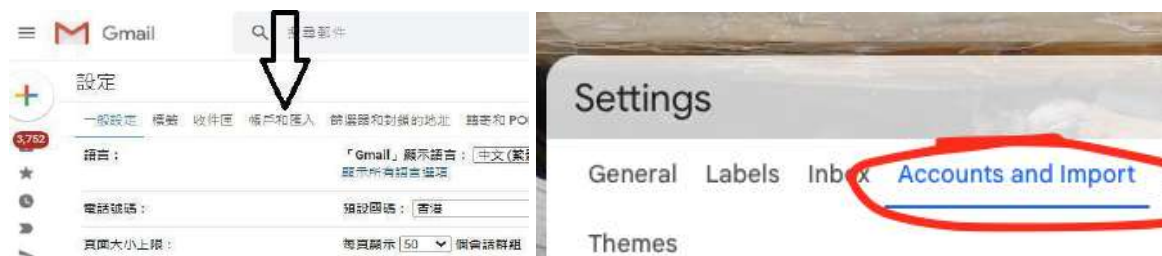 Gmail
搜尋郵件
設定
一般設定 標籤 收件匣 帳戶和匯入 篩選器和封鎖的地址 轉寄和 POP
3,752
語言：
「Gmail」顯示語言： 中文 (繁
顯示所有語言選項
電話號碼：
預設國碼： 香港
頁面大小上限：
每頁顯示 50 個會話群組
Settings
General Labels Inbox Accounts and Import
Themes